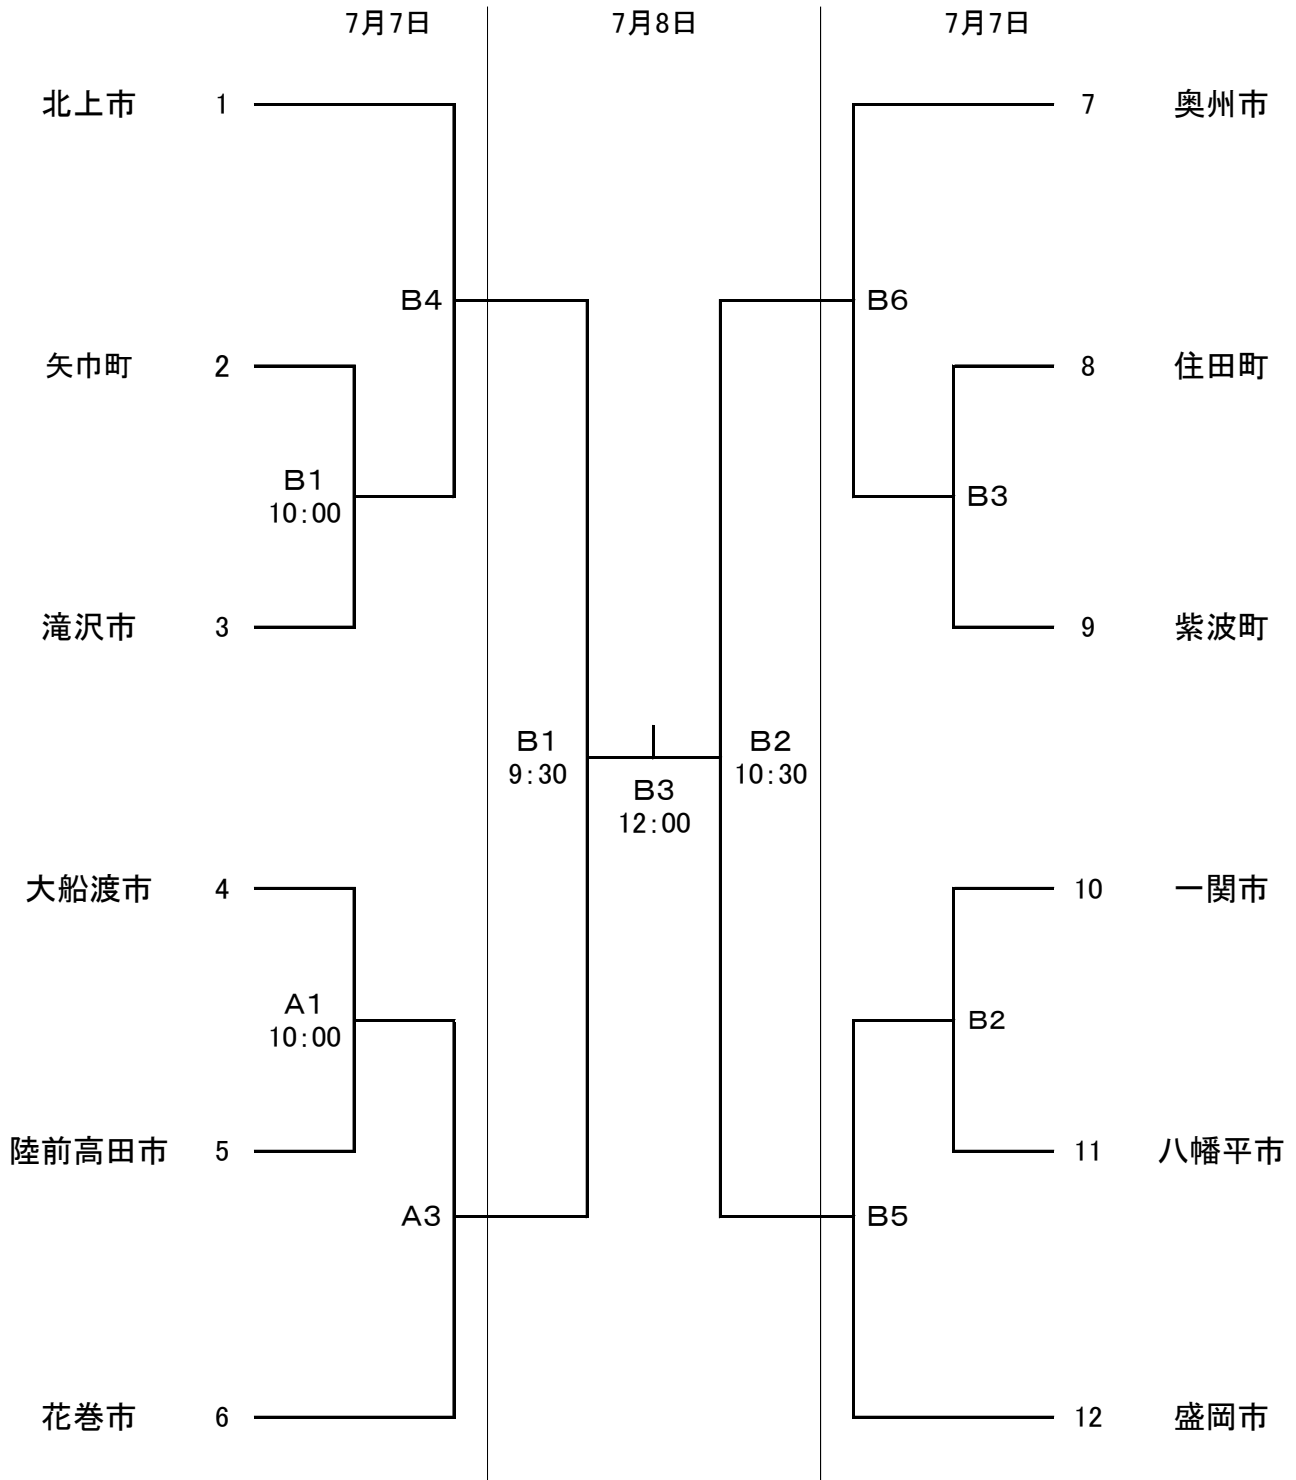 7月7日 7月8日 7月7日
北上市 1 7 奥州市
B4 B6
矢巾町 2 8 住田町
B1 B3
10:00
滝沢市 3 9 紫波町
B1 B2
9:30 10:30
B3
12:00
大船渡市 4 10 一関市
A1 B2
10:00
陸前高田市 5 11 八幡平市
A3 B5
花巻市 6 12 盛岡市